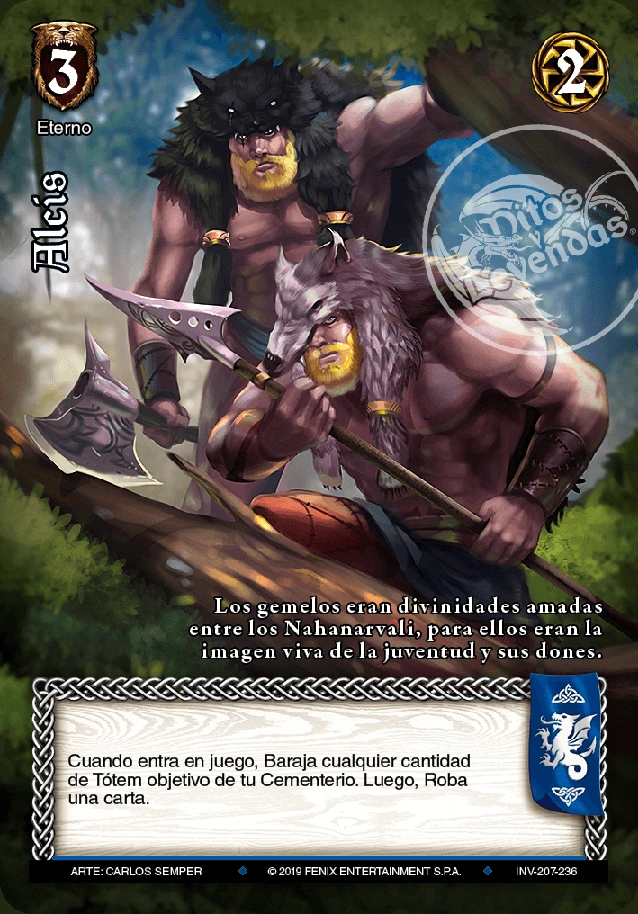 3
2
Eterno
Alcis
Mitos
y
Leyendas®
Los gemelos eran divinidades amadas
entre los Nahanarvali, para ellos eran la
imagen viva de la juventud y sus dones.
Cuando entra en juego, Baraja cualquier cantidad
de Tótem objetivo de tu Cementerio. Luego, Roba
una carta.
ARTE: CARLOS SEMPER © 2019 FENIX ENTERTAINMENT S.P.A. INV-207-236